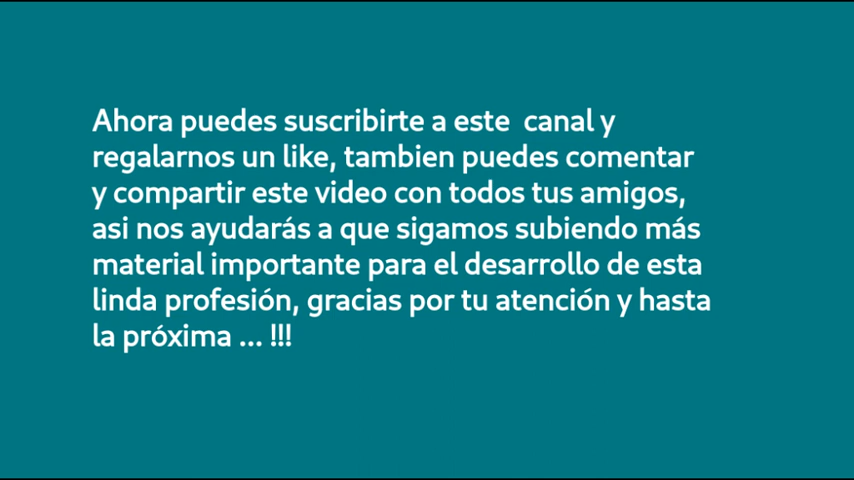 Ahora puedes suscribirte a este  canal y
regalarnos un like, tambien puedes comentar
y compartir este video con todos tus amigos,
asi nos ayudarás a que sigamos subiendo más
material importante para el desarrollo de esta
linda profesión, gracias por tu atención y hasta
la próxima ... !!!